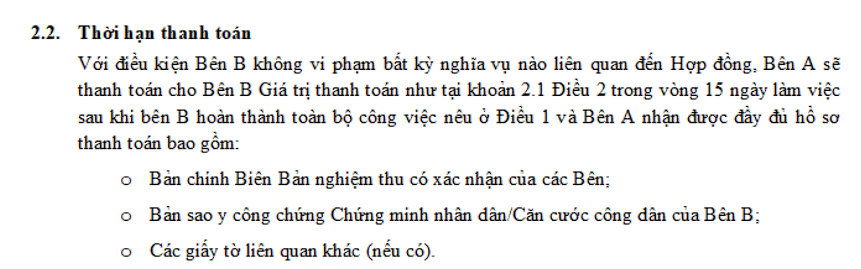 2.2. Thời hạn thanh toán
Với điều kiện Bên B không vi phạm bất kỳ nghĩa vụ nào liên quan đến Hợp đồng, Bên A sẽ
thanh toán cho Bên B Giá trị thanh toán như tại khoản 2.1 Điều 2 trong vòng 15 ngày làm việc
sau khi bên B hoàn thành toàn bộ công việc nêu ở Điều 1 và Bên A nhận được đầy đủ hồ sơ
thanh toán bao gồm:
o Bản chính Biên Bản nghiệm thu có xác nhận của các Bên;
o Bản sao y công chứng Chứng minh nhân dân/Căn cước công dân của Bên B;
o Các giấy tờ liên quan khác (nếu có).